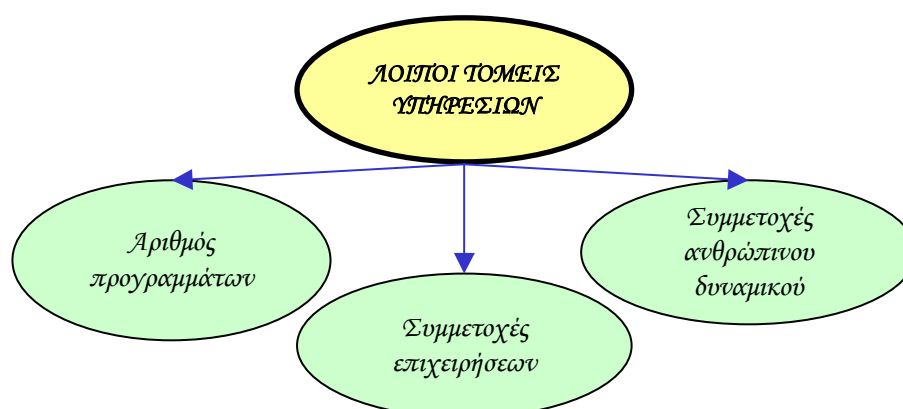 ΛΟΙΠΟΙ ΤΟΜΕΙΣ
ΥΠΗΡΕΣΙΩΝ
Αριθμός
προγραμμάτων
Συμμετοχές
επιχειρήσεων
Συμμετοχές
ανθρώπινου
δυναμικού